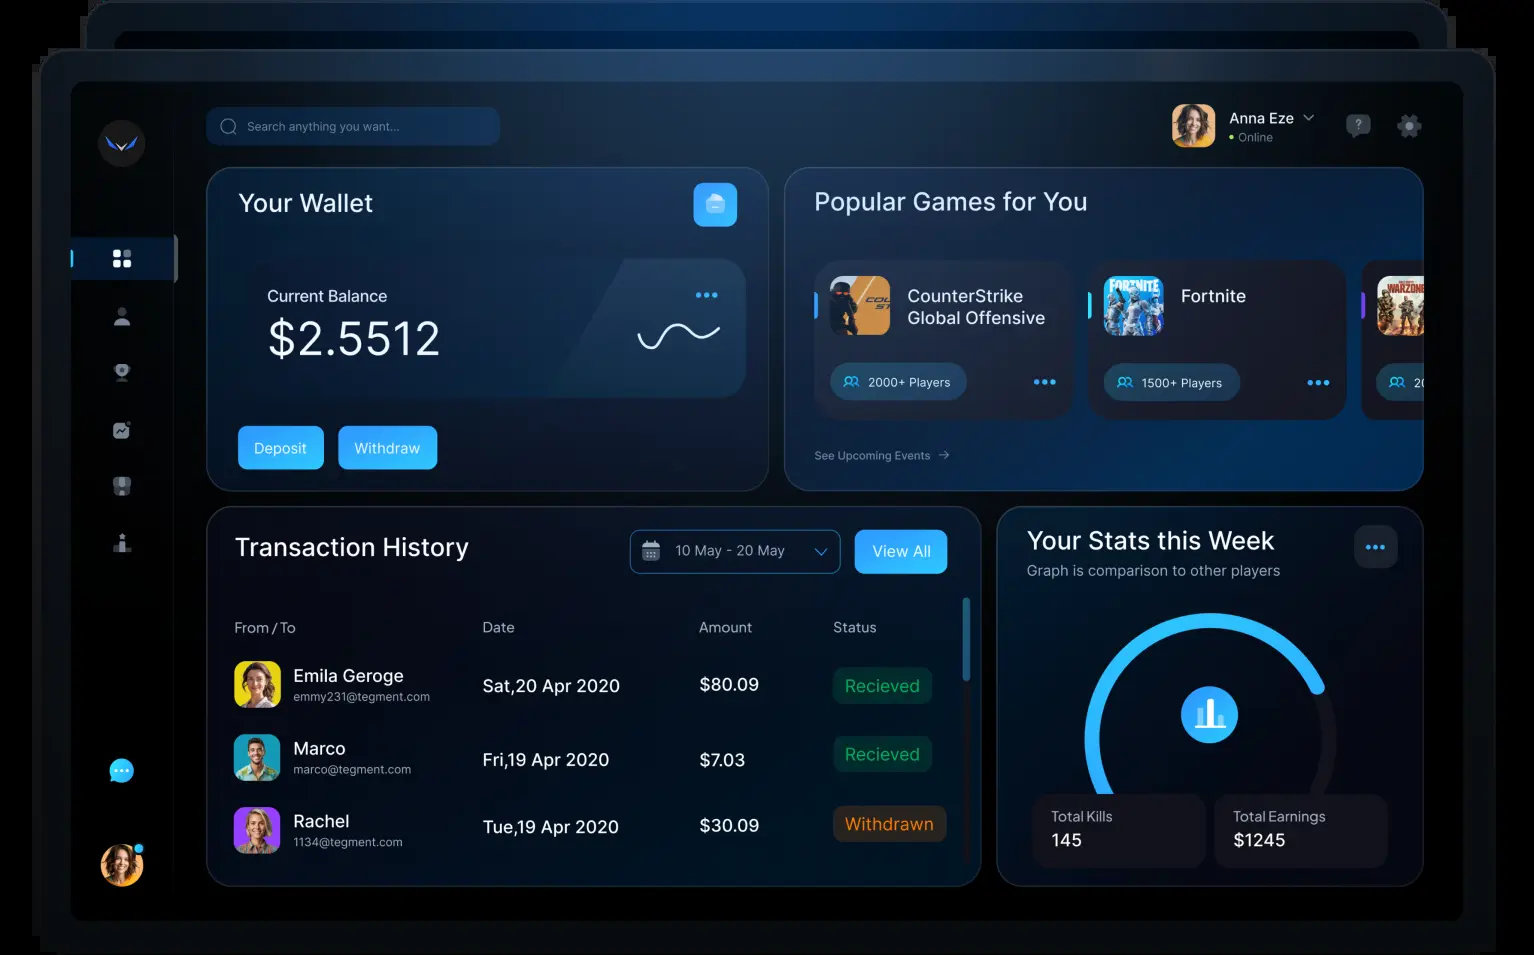 Search anything you want...
Anna Eze
Online
?
Your Wallet
Current Balance
$2.5512
Deposit
Withdraw
Popular Games for You
CounterStrike
Global Offensive
2000+ Players
FORTNITE
Fortnite
1500+ Players
WARZONE
20
See Upcoming Events
Transaction History
10 May - 20 May
View All
From / To
Date
Amount
Status
Emila Geroge
emmy231@tegment.com
Sat,20 Apr 2020
$80.09
Recieved
Marco
marco@tegment.com
Fri,19 Apr 2020
$7.03
Recieved
Rachel
1134@tegment.com
Tue,19 Apr 2020
$30.09
Withdrawn
Your Stats this Week
Graph is comparison to other players
Total Kills
145
Total Earnings
$1245